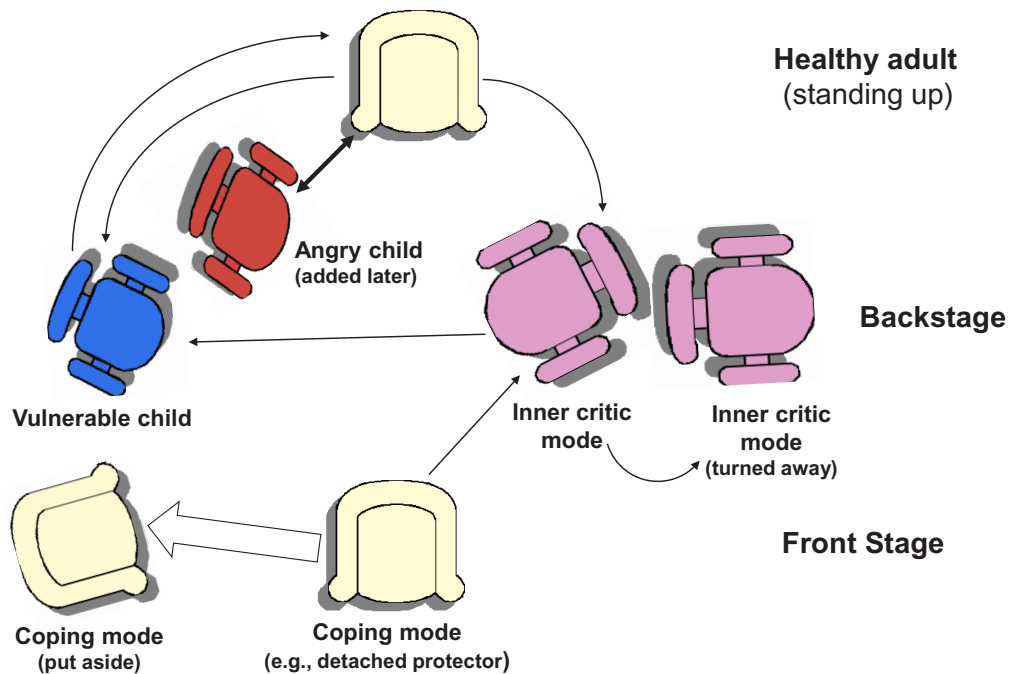 Healthy adult
(standing up)
Angry child
(added later)
Backstage
Vulnerable child
Inner critic
mode
Inner critic
mode
(turned away)
Front Stage
Coping mode
(put aside)
Coping mode
(e.g., detached protector)